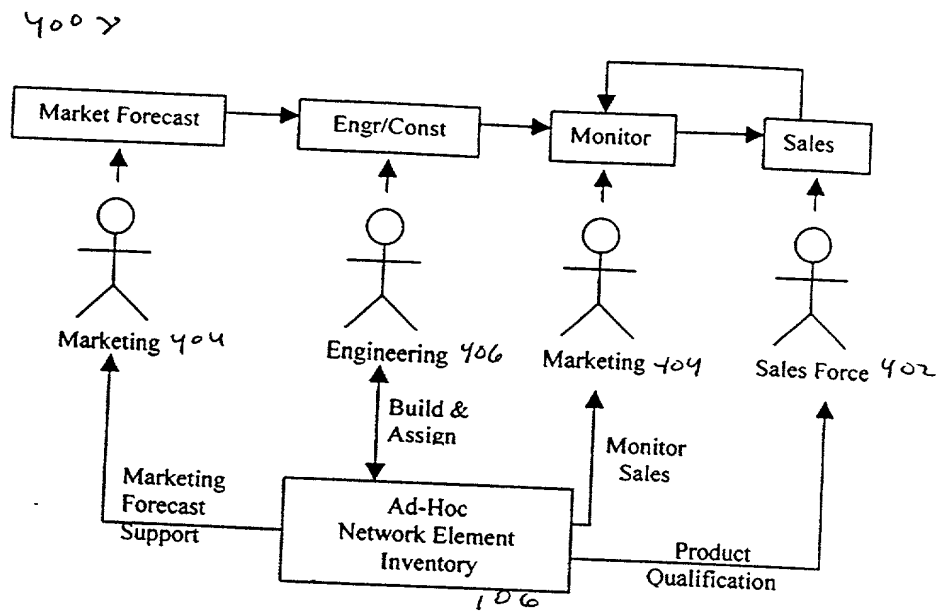 400
Market Forecast
Engr/Const
Monitor
Sales
Marketing 404
Engineering 406
Marketing 404
Sales Force 402
Build &
Assign
Monitor
Sales
Marketing
Forecast
Support
Ad-Hoc
Network Element
Inventory
Product
Qualification
106